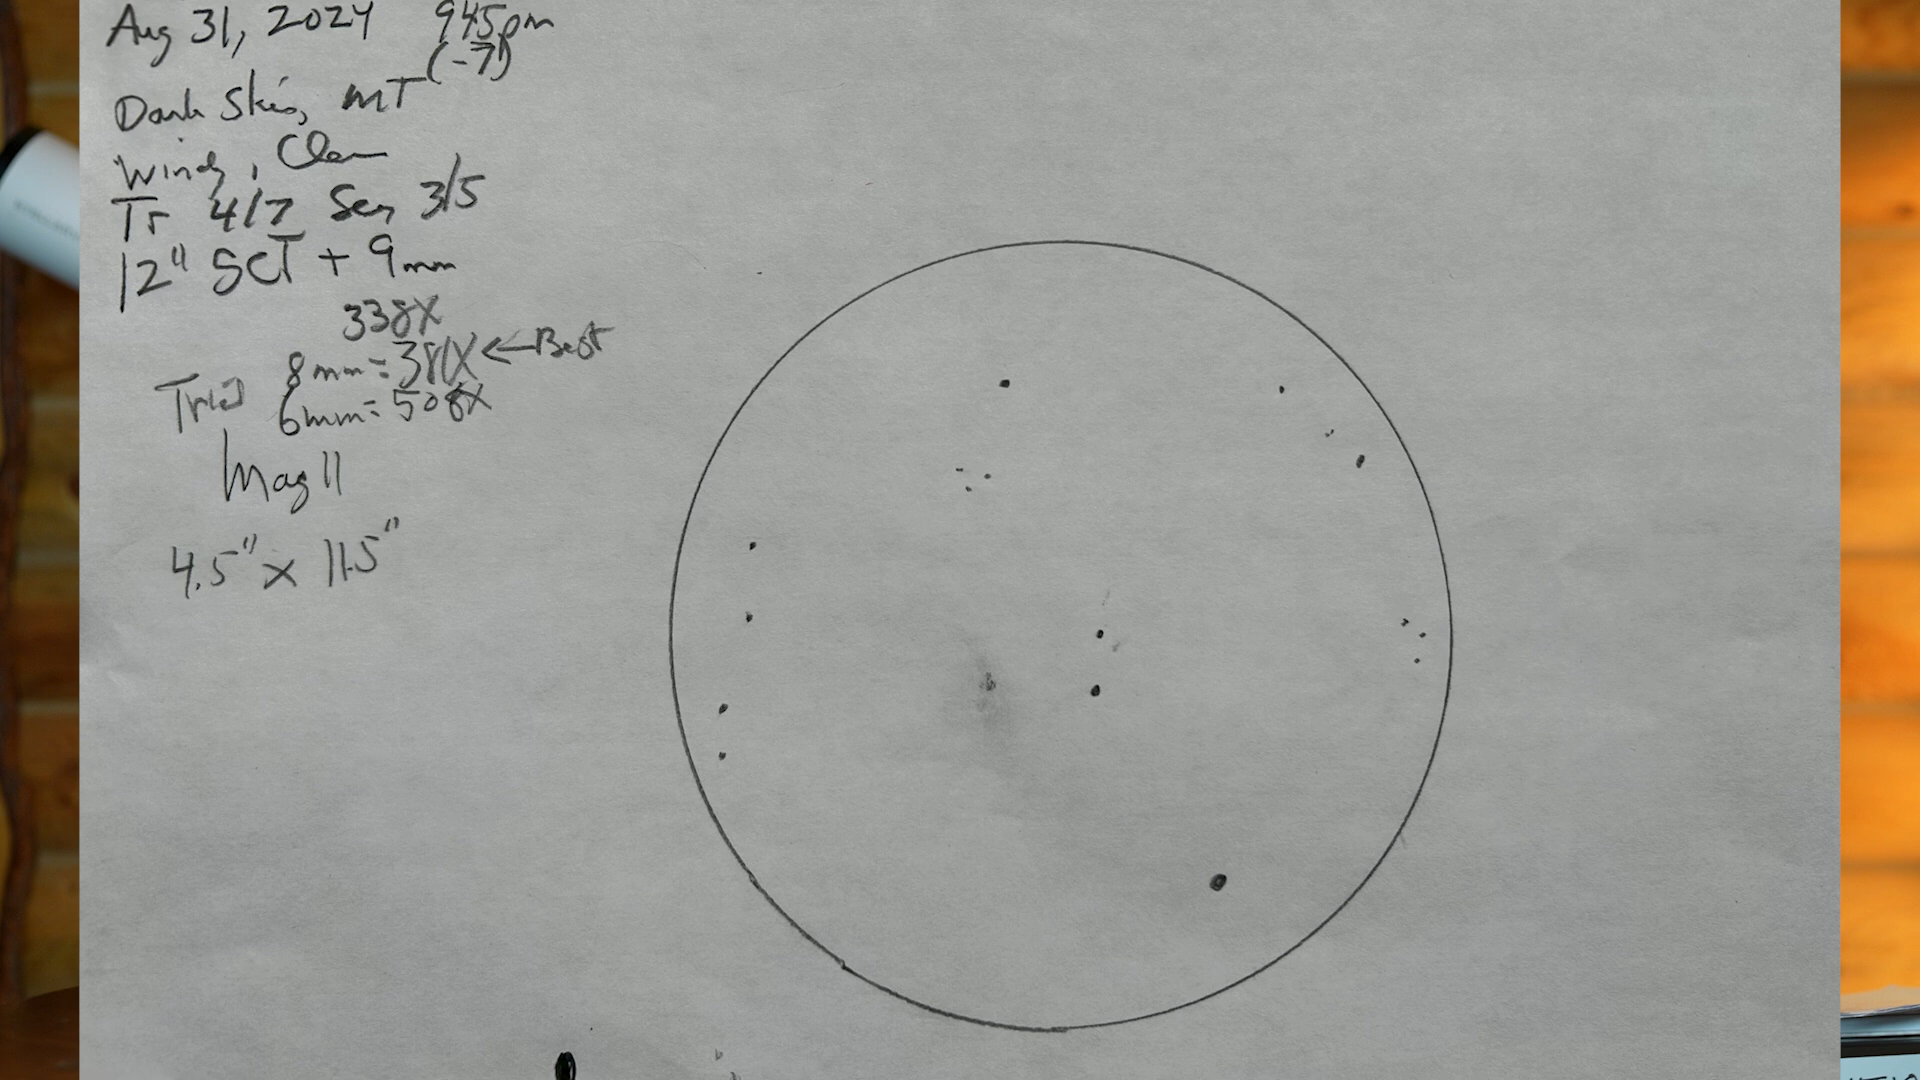 Aug 31, 2024 945pm
(-7)
Dark Skies, MT
Windy, Clear
Tr 4/7 See 3/5
12" SCT + 9mm
338X
Tried 8mm = 381X ← Best
6mm = 508X
Mag 11
4.5" x 11.5"